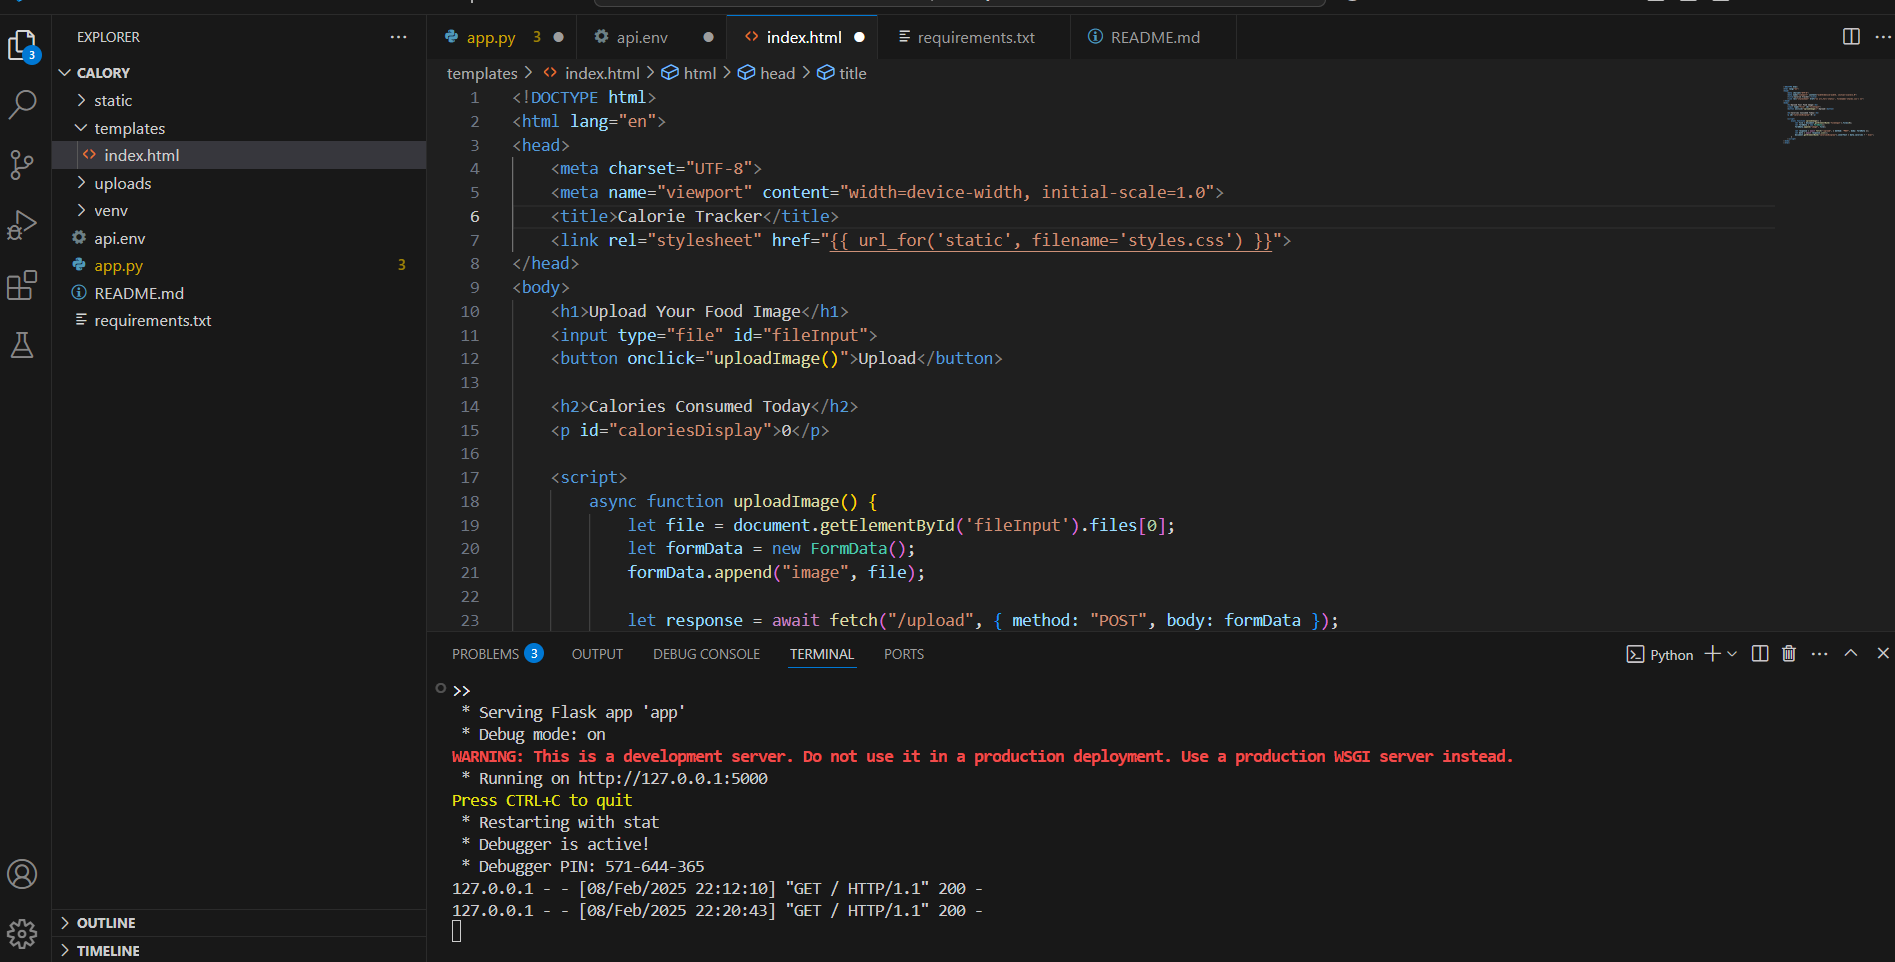 3
EXPLORER
CALORY
static
templates
index.html
uploads
venv
api.env
app.py 3
README.md
requirements.txt
OUTLINE
TIMELINE
app.py 3 api.env index.html requirements.txt README.md
templates > index.html > html > head > title
1 <!DOCTYPE html>
2 <html lang="en">
3 <head>
4 <meta charset="UTF-8">
5 <meta name="viewport" content="width=device-width, initial-scale=1.0">
6 <title>Calorie Tracker</title>
7 <link rel="stylesheet" href="{{ url_for('static', filename='styles.css') }}">
8 </head>
9 <body>
10 <h1>Upload Your Food Image</h1>
11 <input type="file" id="fileInput">
12 <button onclick="uploadImage()">Upload</button>
13
14 <h2>Calories Consumed Today</h2>
15 <p id="caloriesDisplay">0</p>
16
17 <script>
18 async function uploadImage() {
19 let file = document.getElementById('fileInput').files[0];
20 let formData = new FormData();
21 formData.append("image", file);
22
23 let response = await fetch("/upload", { method: "POST", body: formData });
PROBLEMS 3 OUTPUT DEBUG CONSOLE TERMINAL PORTS Python
>>
* Serving Flask app 'app'
* Debug mode: on
WARNING: This is a development server. Do not use it in a production deployment. Use a production WSGI server instead.
* Running on http://127.0.0.1:5000
Press CTRL+C to quit
* Restarting with stat
* Debugger is active!
* Debugger PIN: 571-644-365
127.0.0.1 - - [08/Feb/2025 22:12:10] "GET / HTTP/1.1" 200 -
127.0.0.1 - - [08/Feb/2025 22:20:43] "GET / HTTP/1.1" 200 -